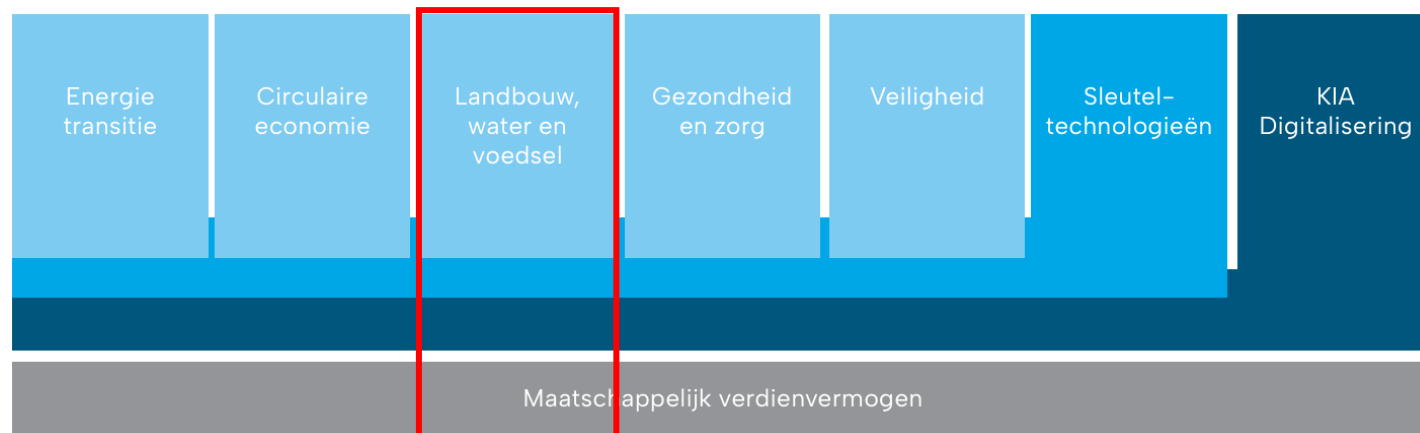 Energie
transitie
Circulaire
economie
Landbouw,
water en
voedsel
Gezondheid
en zorg
Veiligheid
Sleutel-
technologieën
KIA
Digitalisering
Maatschappelijk verdienvermogen